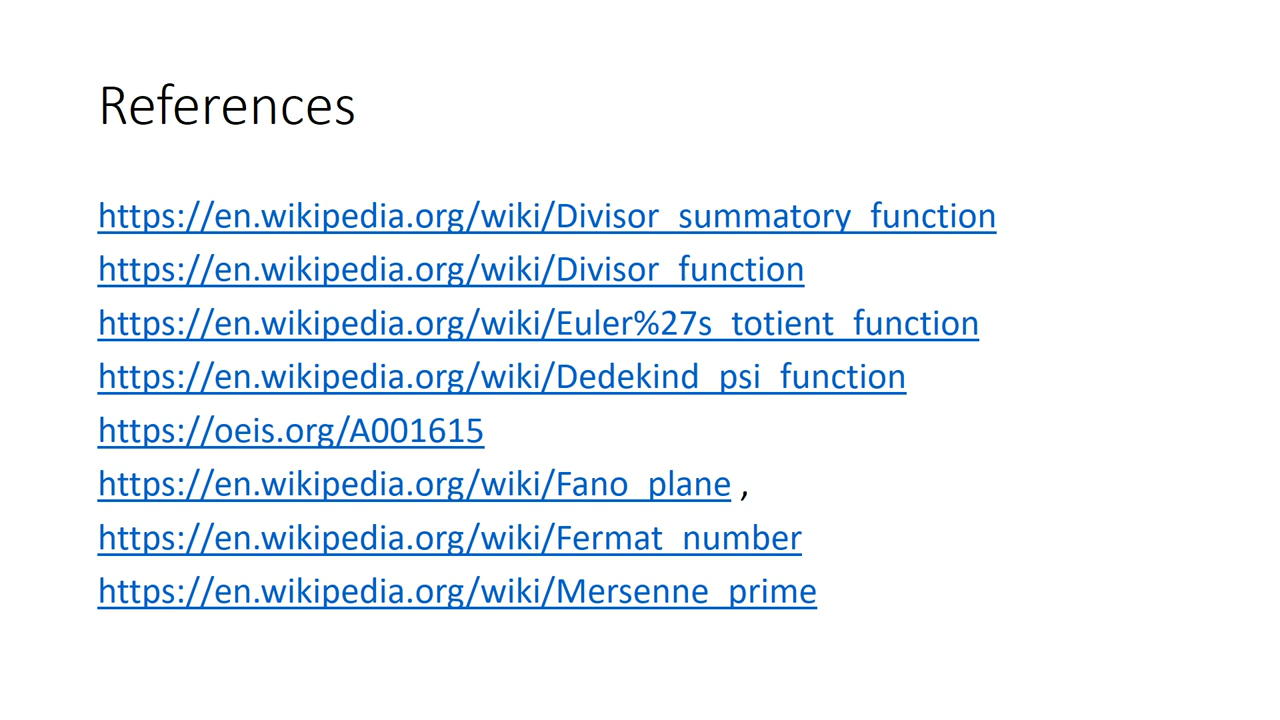 References
https://en.wikipedia.org/wiki/Divisor_summatory_function
https://en.wikipedia.org/wiki/Divisor_function
https://en.wikipedia.org/wiki/Euler%27s_totient_function
https://en.wikipedia.org/wiki/Dedekind_psi_function
https://oeis.org/A001615
https://en.wikipedia.org/wiki/Fano_plane ,
https://en.wikipedia.org/wiki/Fermat_number
https://en.wikipedia.org/wiki/Mersenne_prime